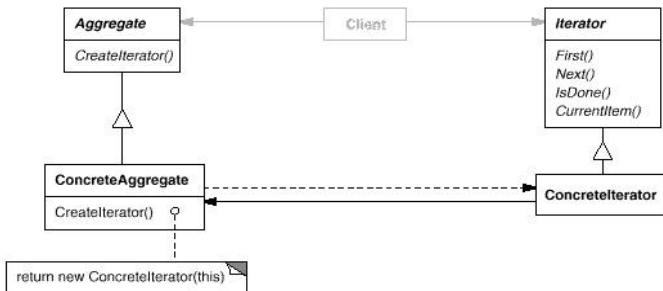 Aggregate
Client
Iterator
CreateIterator()
First()
Next()
IsDone()
CurrentItem()
ConcreteAggregate
CreateIterator()
ConcreteIterator
return new ConcreteIterator(this)